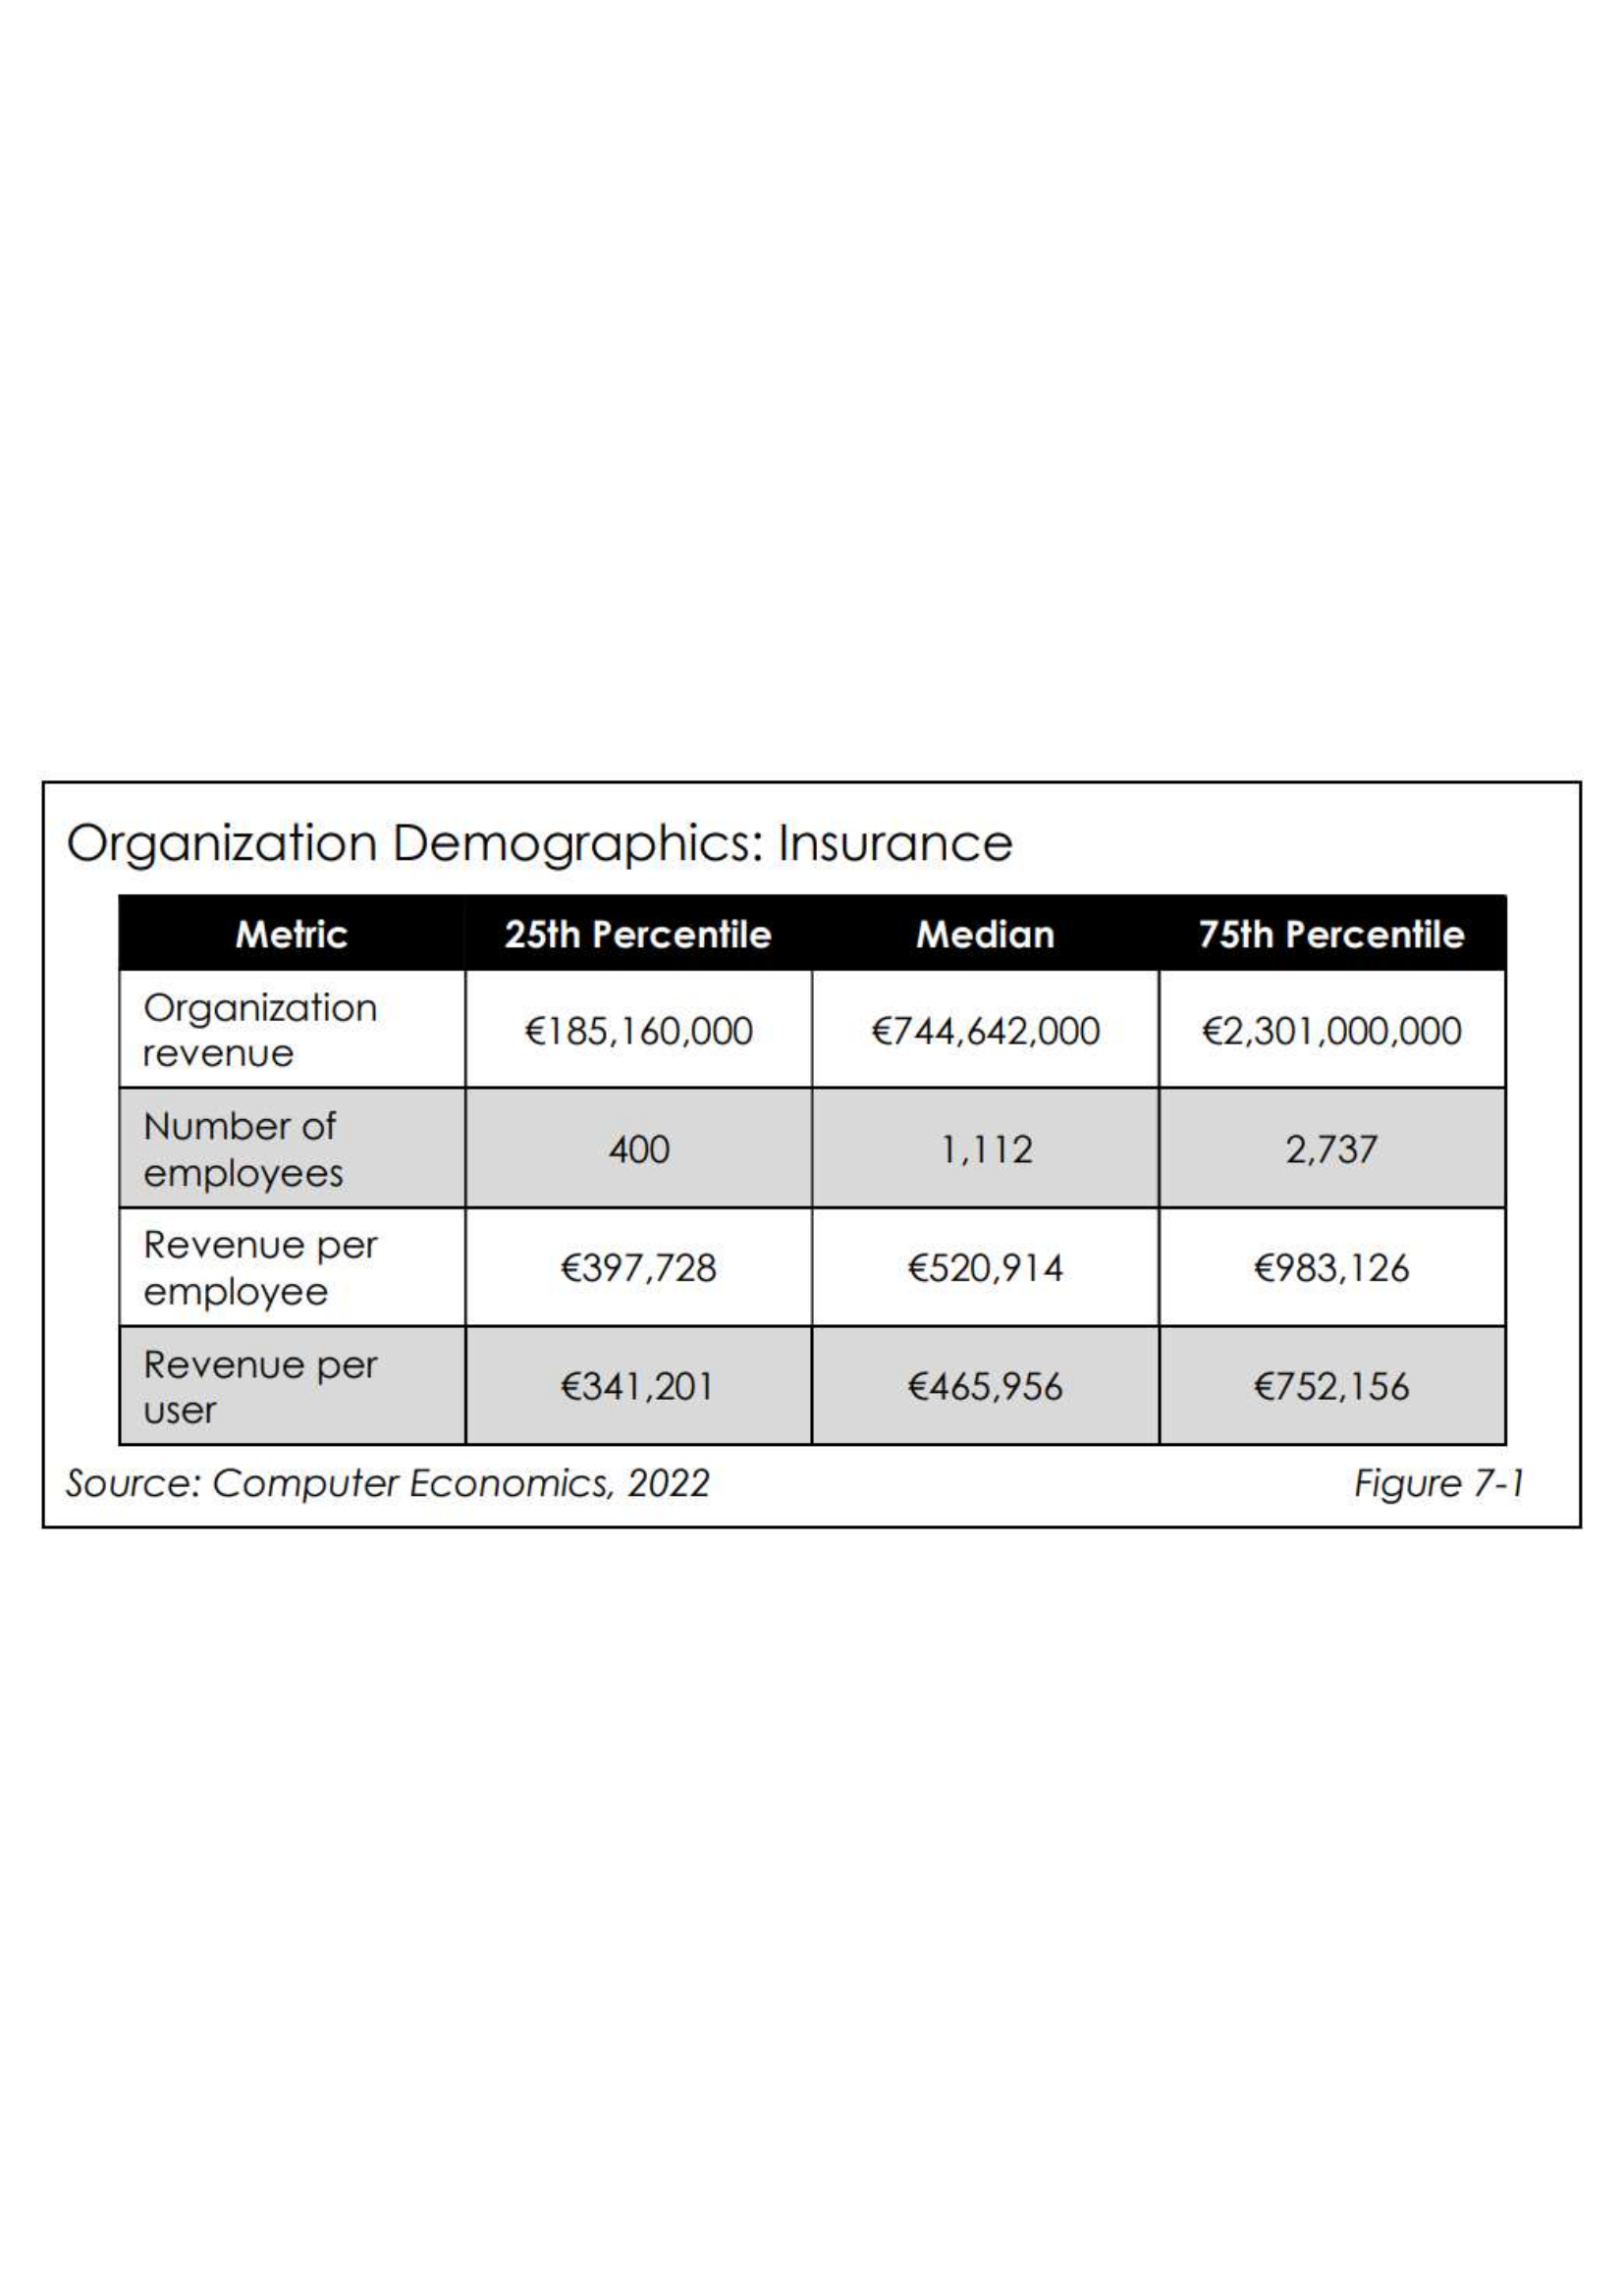 Organization Demographics: Insurance
Metric 25th Percentile Median 75th Percentile
Organization
revenue €185,160,000 €744,642,000 €2,301,000,000
Number of
employees 400 1,112 2,737
Revenue per
employee €397,728 €520,914 €983,126
Revenue per
user €341,201 €465,956 €752,156
Source: Computer Economics, 2022 Figure 7-1